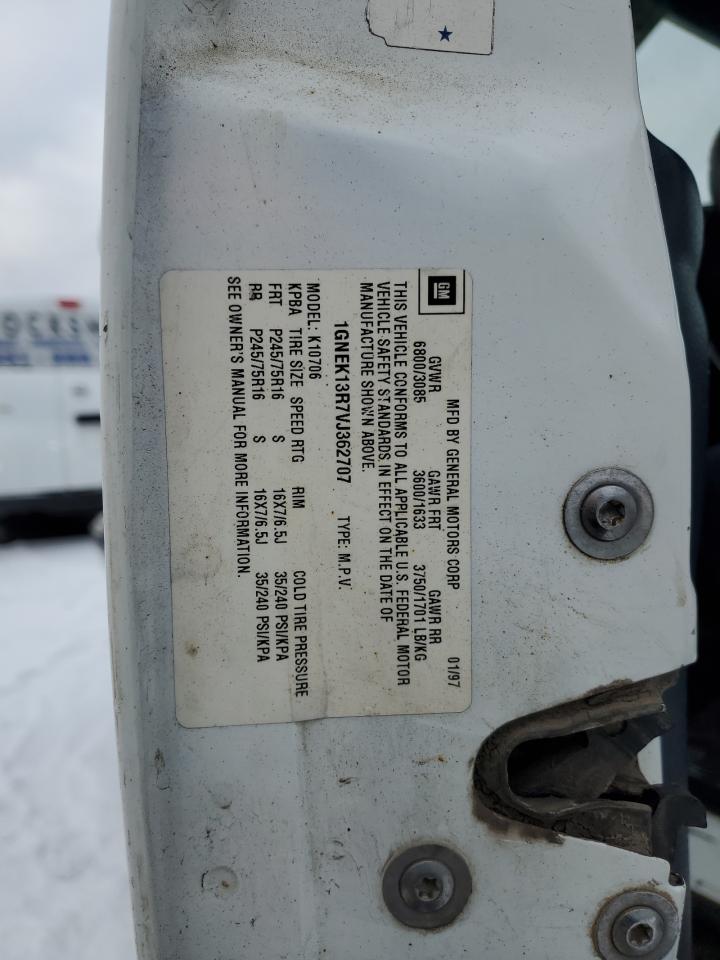 GM
MFD BY GENERAL MOTORS CORP 01/97
GVWR GAWR FRT GAWR RR
6800/3085 3600/1633 3750/1701 LB/KG
THIS VEHICLE CONFORMS TO ALL APPLICABLE U.S. FEDERAL MOTOR
VEHICLE SAFETY STANDARDS IN EFFECT ON THE DATE OF
MANUFACTURE SHOWN ABOVE.
1GNEK13R7VJ362707 TYPE: M.P.V.
MODEL: K10706
KPBA TIRE SIZE SPEED RTG RIM COLD TIRE PRESSURE
FRT P245/75R16 S 16X7/6.5J 35/240 PSI/KPA
RR P245/75R16 S 16X7/6.5J 35/240 PSI/KPA
SEE OWNER'S MANUAL FOR MORE INFORMATION.